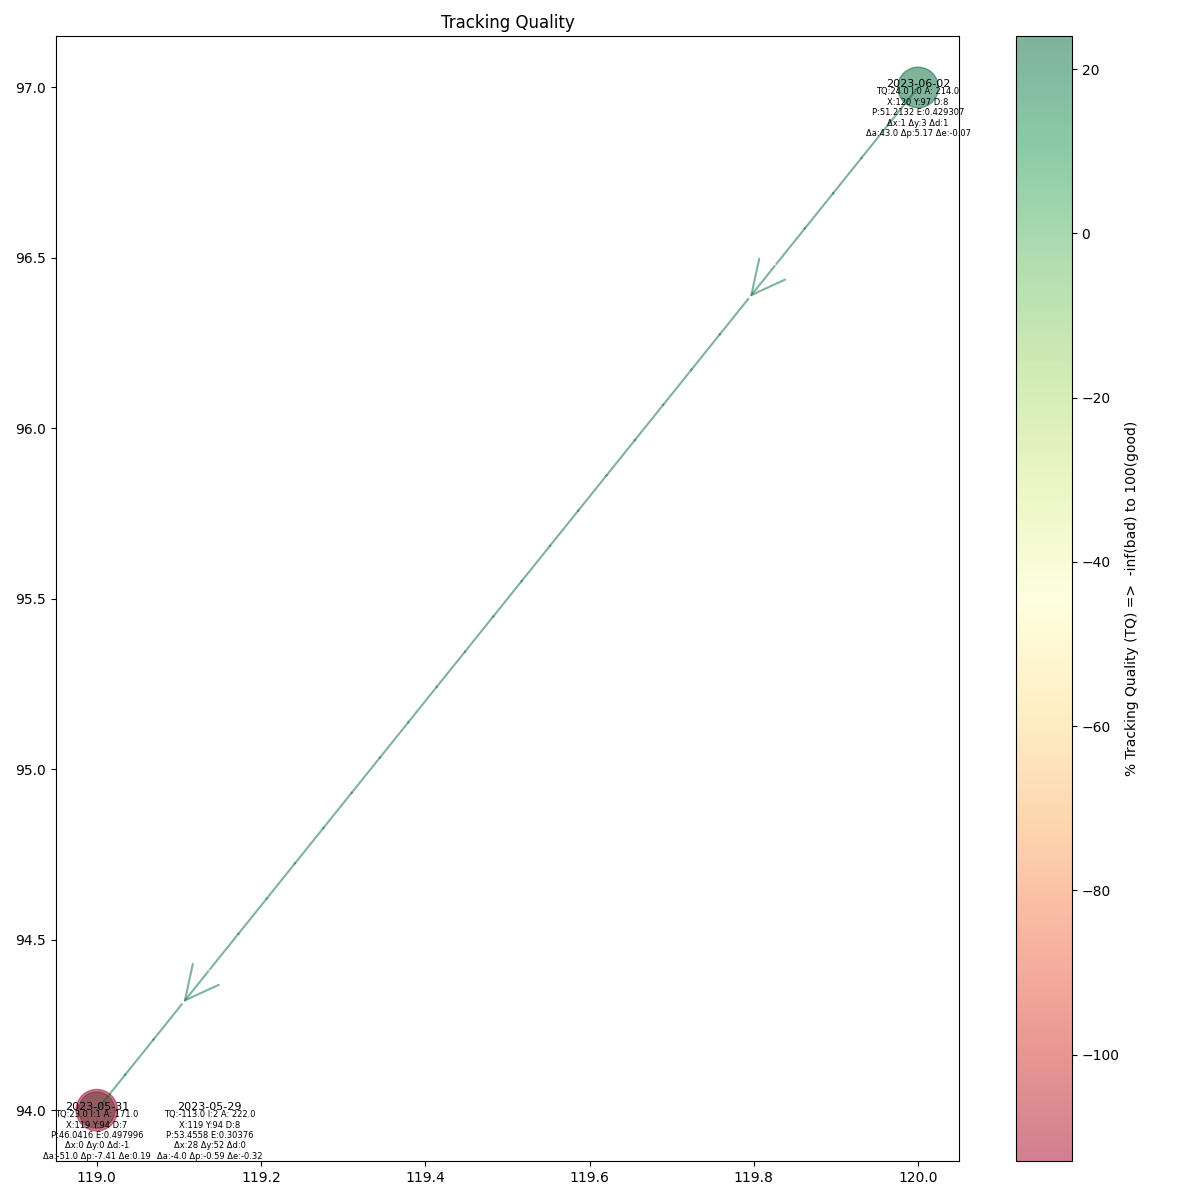 Tracking Quality
97.0
96.5
96.0
95.5
95.0
94.5
94.0
119.0
119.2
119.4
119.6
119.8
120.0
2023-06-02
TQ:24.0 I:0 A: 214.0
X:120 Y:97 D:8
P:51.2132 E:0.429307
Δx:1 Δy:3 Δd:1
Δa:43.0 Δp:5.17 Δe:-0.07
2023-05-31
TQ:23.0 I:1 A: 171.0
X:119 Y:94 D:7
P:46.0416 E:0.497996
Δx:0 Δy:0 Δd:-1
Δa:-51.0 Δp:-7.41 Δe:0.19
2023-05-29
TQ:-113.0 I:2 A: 222.0
X:119 Y:94 D:8
P:53.4558 E:0.30376
Δx:28 Δy:52 Δd:0
Δa:-4.0 Δp:-0.59 Δe:-0.32
20
0
−20
−40
−60
−80
−100
% Tracking Quality (TQ) => -inf(bad) to 100(good)